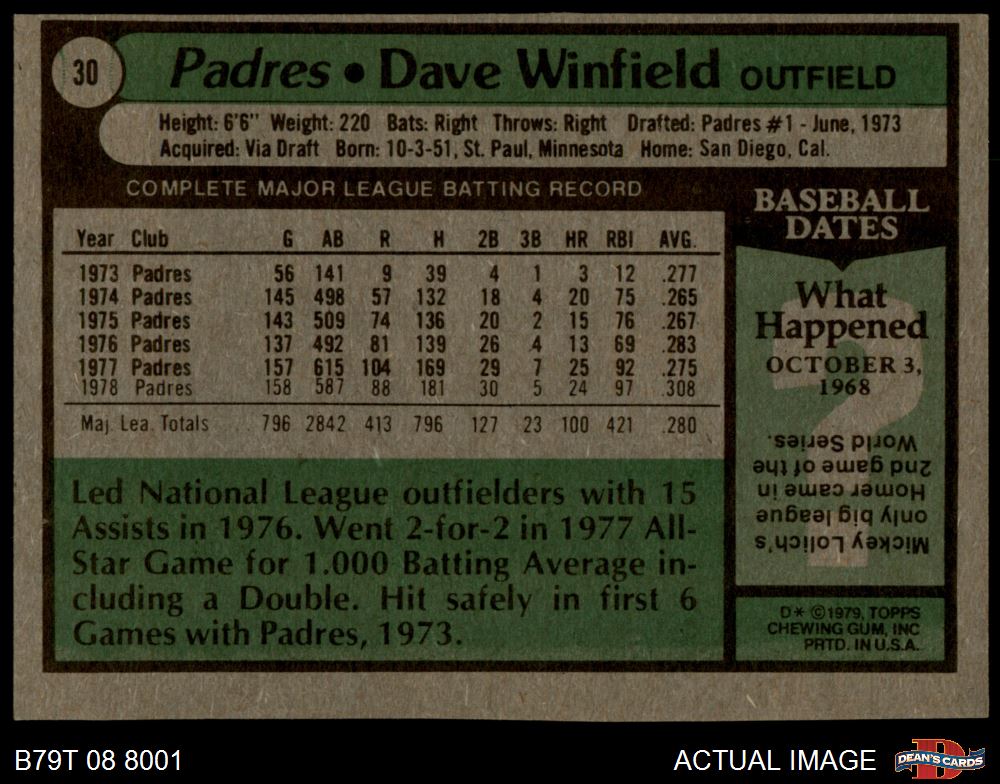 30
Padres • Dave Winfield OUTFIELD
Height: 6'6" Weight: 220 Bats: Right Throws: Right Drafted: Padres #1 - June, 1973
Acquired: Via Draft Born: 10-3-51, St. Paul, Minnesota Home: San Diego, Cal.
COMPLETE MAJOR LEAGUE BATTING RECORD
Year Club G AB R H 2B 3B HR RBI AVG.
1973 Padres 56 141 9 39 4 1 3 12 .277
1974 Padres 145 498 57 132 18 4 20 75 .265
1975 Padres 143 509 74 136 20 2 15 76 .267
1976 Padres 137 492 81 139 26 4 13 69 .283
1977 Padres 157 615 104 169 29 7 25 92 .275
1978 Padres 158 587 88 181 30 5 24 97 .308
Maj. Lea. Totals 796 2842 413 796 127 23 100 421 .280
Led National League outfielders with 15
Assists in 1976. Went 2-for-2 in 1977 All-
Star Game for 1.000 Batting Average in-
cluding a Double. Hit safely in first 6
Games with Padres, 1973.
BASEBALL
DATES
What
Happened
OCTOBER 3,
1968
?
Mickey Lolich's
only big league
Homer came in
2nd game of the
World Series.
D* ©1979, TOPPS
CHEWING GUM, INC
PRTD. IN U.S.A.
B79T 08 8001
ACTUAL IMAGE
D
DEAN'S CARDS